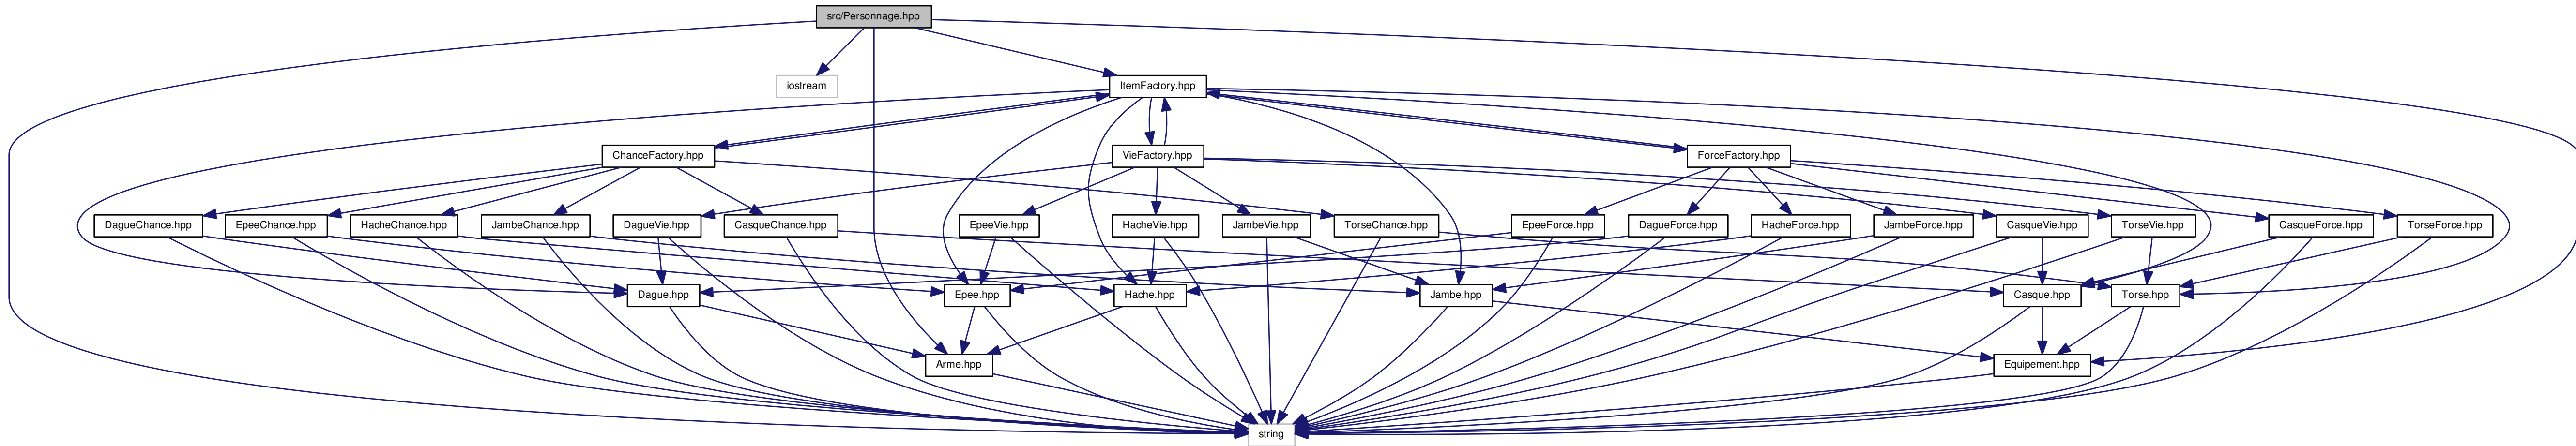 src/Personnage.hpp
iostream
ItemFactory.hpp
ChanceFactory.hpp
VieFactory.hpp
ForceFactory.hpp
DagueChance.hpp
EpeeChance.hpp
HacheChance.hpp
JambeChance.hpp
DagueVie.hpp
CasqueChance.hpp
EpeeVie.hpp
HacheVie.hpp
JambeVie.hpp
TorseChance.hpp
EpeeForce.hpp
DagueForce.hpp
HacheForce.hpp
JambeForce.hpp
CasqueVie.hpp
TorseVie.hpp
CasqueForce.hpp
TorseForce.hpp
Dague.hpp
Epee.hpp
Hache.hpp
Jambe.hpp
Casque.hpp
Torse.hpp
Arme.hpp
Equipement.hpp
string